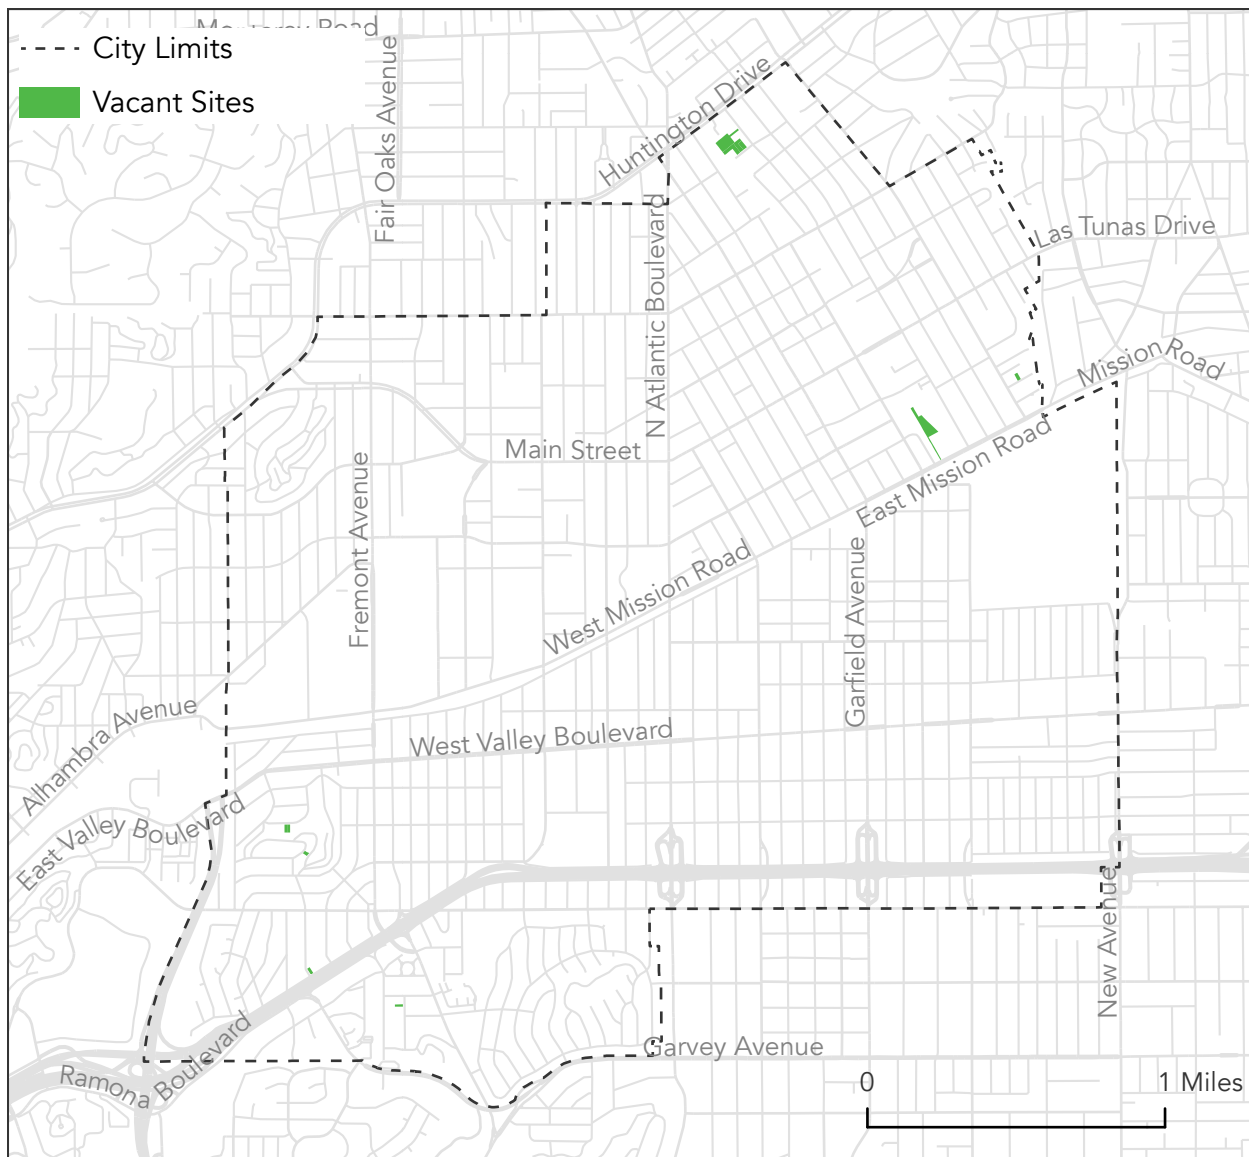 Monterey Road
City Limits
Vacant Sites
Fair Oaks Avenue
Huntington Drive
N Atlantic Boulevard
Las Tunas Drive
Mission Road
Main Street
East Mission Road
Fremont Avenue
West Mission Road
Garfield Avenue
Alhambra Avenue
West Valley Boulevard
East Valley Boulevard
New Avenue
Garvey Avenue
Ramona Boulevard
0 1 Miles